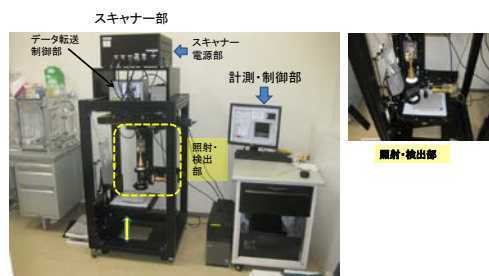 スキャナー部
データ転送
制御部
スキャナー
電源部
計測・制御部
照射・
検出
部
照射・検出部